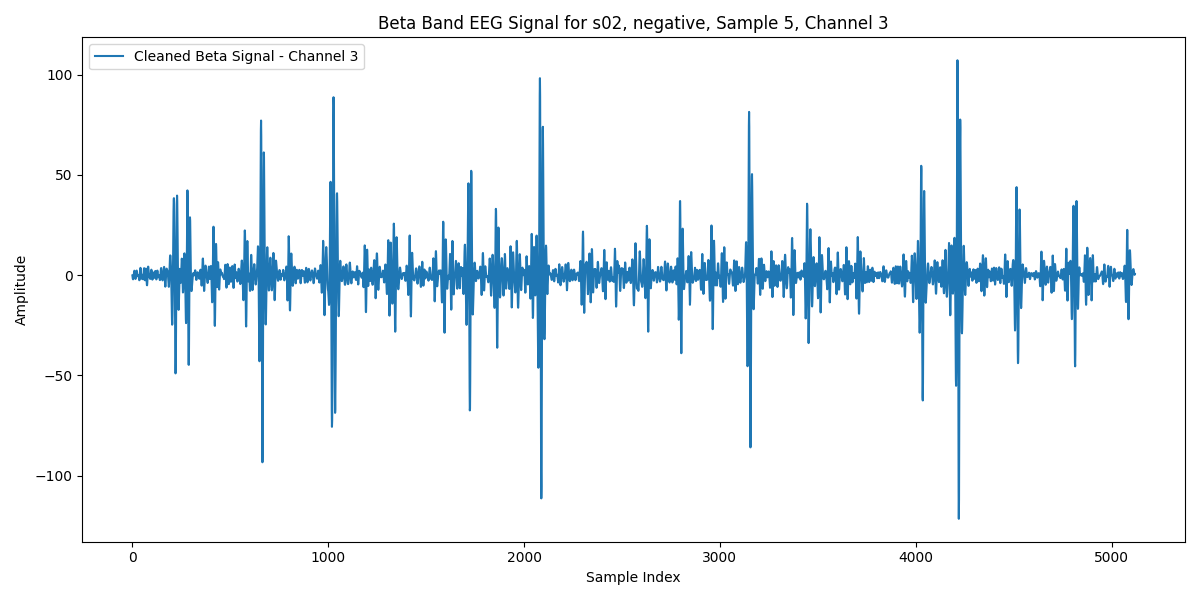 Beta Band EEG Signal for s02, negative, Sample 5, Channel 3
Cleaned Beta Signal - Channel 3
Amplitude
100
50
0
−50
−100
0 1000 2000 3000 4000 5000
Sample Index